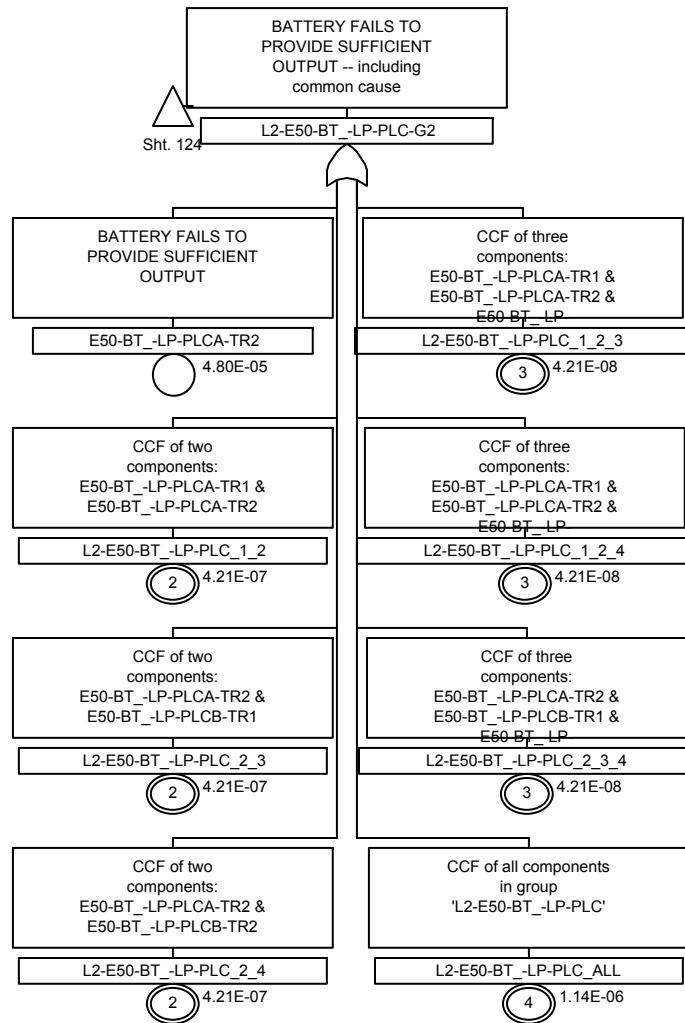 BATTERY FAILS TO
PROVIDE SUFFICIENT
OUTPUT -- including
common cause
Sht. 124
L2-E50-BT_-LP-PLC-G2
BATTERY FAILS TO
PROVIDE SUFFICIENT
OUTPUT
E50-BT_-LP-PLCA-TR2
4.80E-05
CCF of three
components:
E50-BT_-LP-PLCA-TR1 &
E50-BT_-LP-PLCA-TR2 &
E50-BT_-LP-
L2-E50-BT_-LP-PLC_1_2_3
3
4.21E-08
CCF of two
components:
E50-BT_-LP-PLCA-TR1 &
E50-BT_-LP-PLCA-TR2
L2-E50-BT_-LP-PLC_1_2
2
4.21E-07
CCF of three
components:
E50-BT_-LP-PLCA-TR1 &
E50-BT_-LP-PLCA-TR2 &
E50-BT_-LP-
L2-E50-BT_-LP-PLC_1_2_4
3
4.21E-08
CCF of two
components:
E50-BT_-LP-PLCA-TR2 &
E50-BT_-LP-PLCB-TR1
L2-E50-BT_-LP-PLC_2_3
2
4.21E-07
CCF of three
components:
E50-BT_-LP-PLCA-TR2 &
E50-BT_-LP-PLCB-TR1 &
E50-BT_-LP-
L2-E50-BT_-LP-PLC_2_3_4
3
4.21E-08
CCF of two
components:
E50-BT_-LP-PLCA-TR2 &
E50-BT_-LP-PLCB-TR2
L2-E50-BT_-LP-PLC_2_4
2
4.21E-07
CCF of all components
in group
'L2-E50-BT_-LP-PLC'
L2-E50-BT_-LP-PLC_ALL
4
1.14E-06